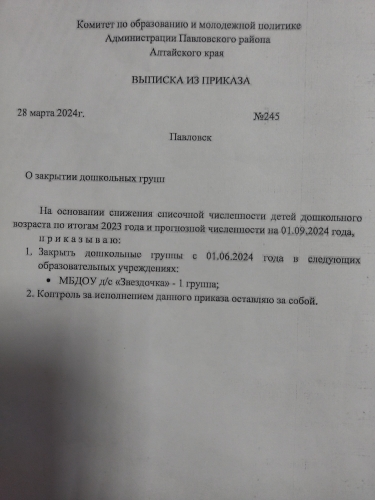 Комитет по образованию и молодежной политике
Администрации Павловского района
Алтайского края
ВЫПИСКА ИЗ ПРИКАЗА
28 марта 2024г. №245
Павловск
О закрытии дошкольных групп
На основании снижения списочной численности детей дошкольного
возраста по итогам 2023 года и прогнозной численности на 01.09.2024 года,
п р и к а з ы в а ю:
1. Закрыть дошкольные группы с 01.06.2024 года в следующих
образовательных учреждениях:
• МБДОУ д/с «Звездочка» - 1 группа;
2. Контроль за исполнением данного приказа оставляю за собой.